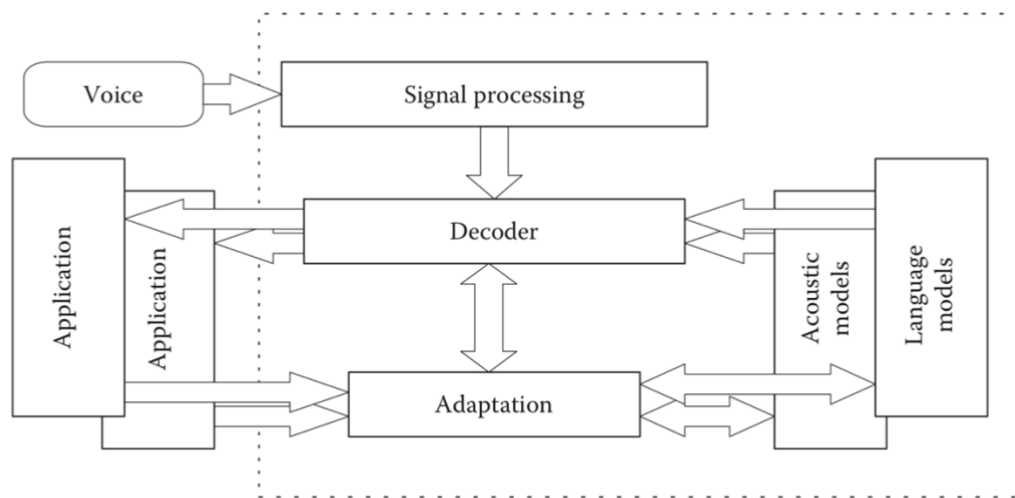 Voice
Signal processing
Decoder
Application
Application
Acoustic
models
Language
models
Adaptation